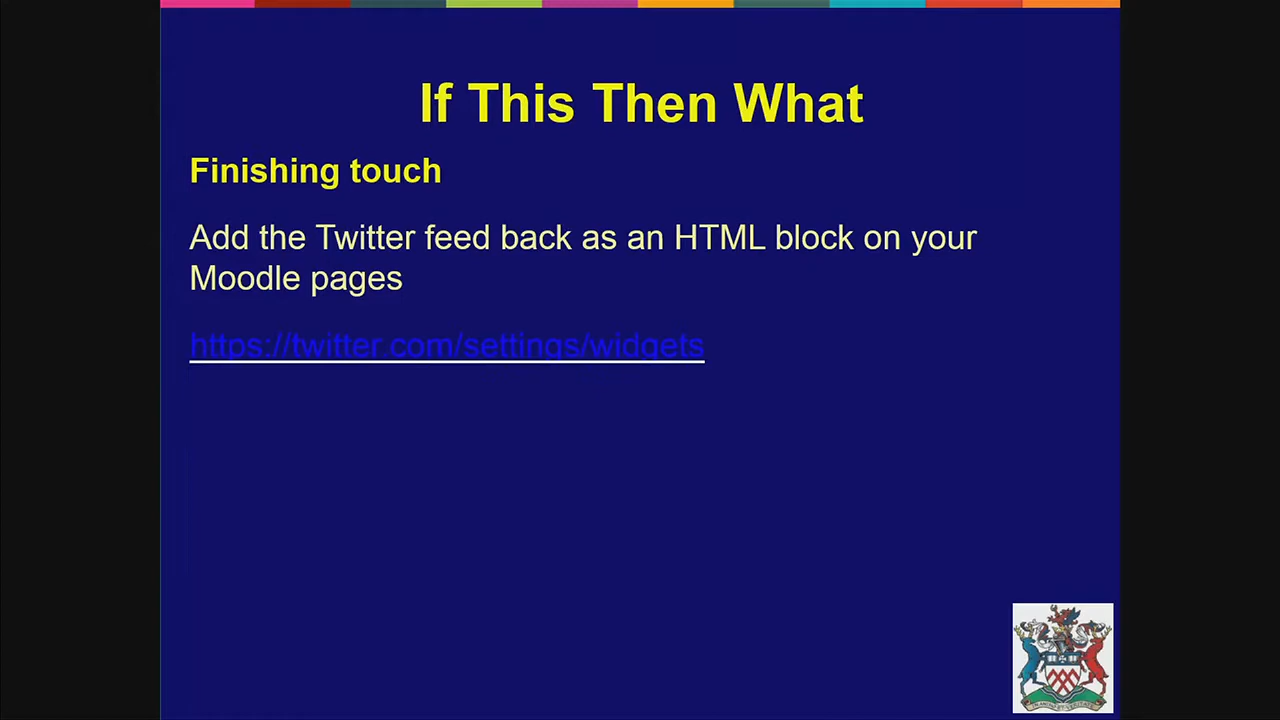 If This Then What
Finishing touch
Add the Twitter feed back as an HTML block on your
Moodle pages
https://twitter.com/settings/widgets